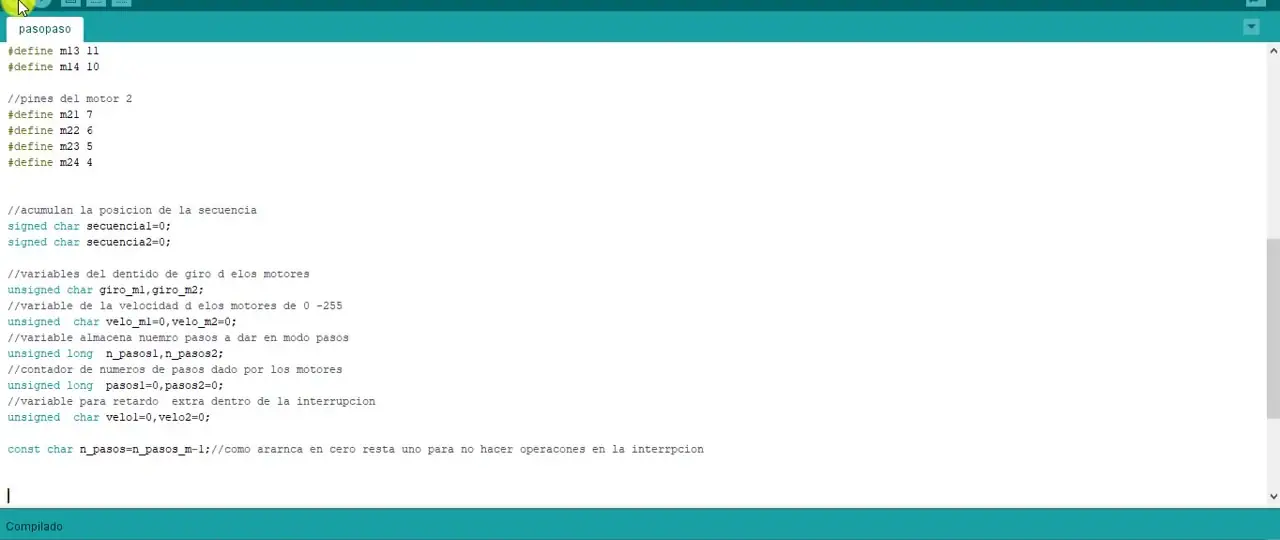 pasopaso
#define m13 11
#define m14 10
//pines del motor 2
#define m21 7
#define m22 6
#define m23 5
#define m24 4
//acumulan la posicion de la secuencia
signed char secuencia1=0;
signed char secuencia2=0;
//variables del dentido de giro d elos motores
unsigned char giro_m1,giro_m2;
//variable de la velocidad d elos motores de 0 -255
unsigned  char velo_m1=0,velo_m2=0;
//variable almacena nuemro pasos a dar en modo pasos
unsigned long  n_pasos1,n_pasos2;
//contador de numeros de pasos dado por los motores
unsigned long  pasos1=0,pasos2=0;
//variable para retardo  extra dentro de la interrupcion
unsigned  char velo1=0,velo2=0;
const char n_pasos=n_pasos_m-1;//como ararnca en cero resta uno para no hacer operacones en la interrpcion
Compilado